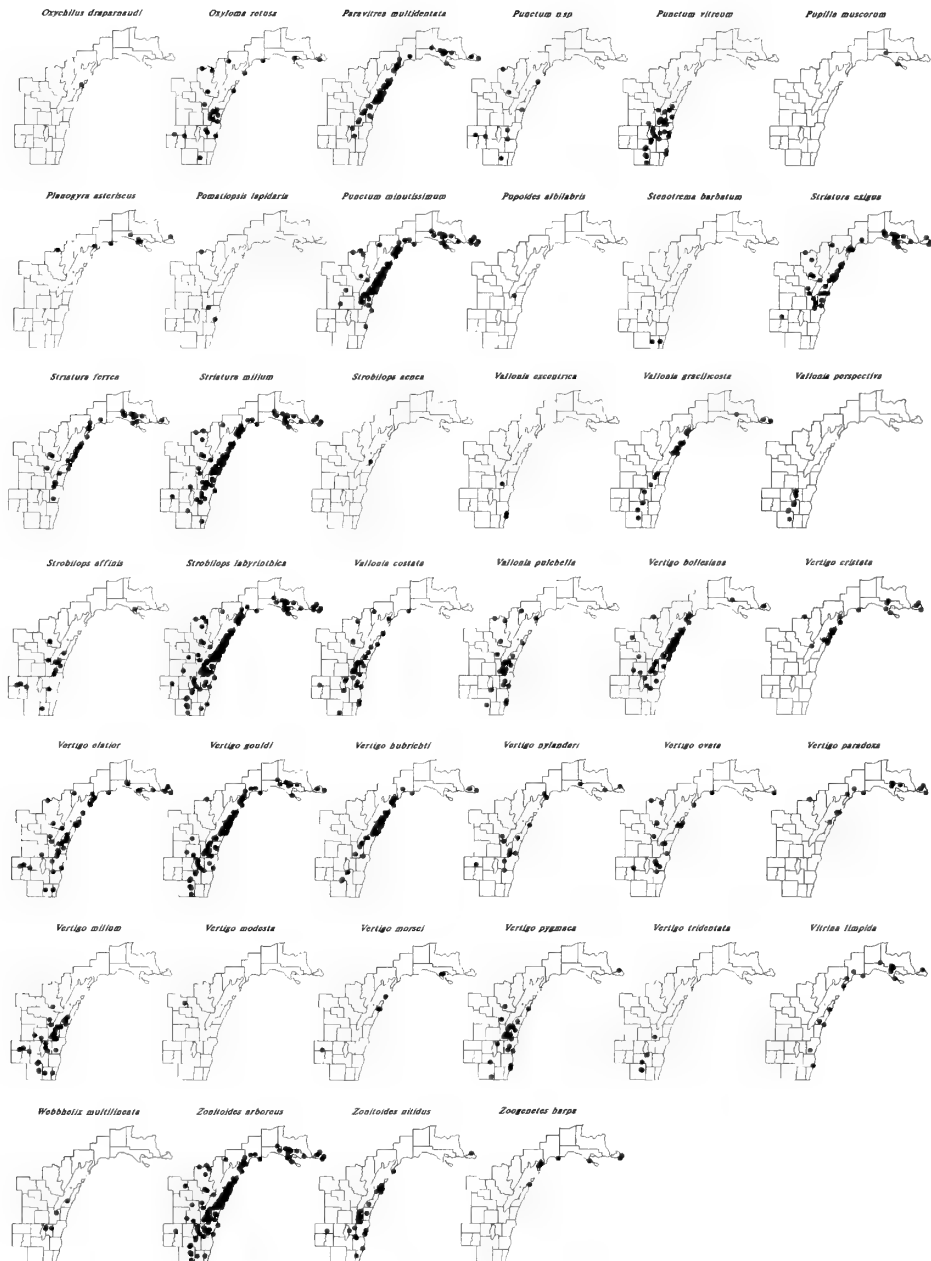 Oxychilus draparnaudi Oxyloma retusa Paravitrea multidentata Punctum nsp Punctum vitreum Pupilla muscorum
Planogyra asteriscus Pomatiopsis lapidaria Punctum minutissimum Pupoides albilabris Stenotrema barbatum Striatura exigua
Striatura ferrea Striatura milium Strobilops aenea Vallonia excentrica Vallonia gracilicosta Vallonia perspectiva
Strobilops affinis Strobilops labyrinthica Vallonia costata Vallonia pulchella Vertigo bollesiana Vertigo cristata
Vertigo elatior Vertigo gouldi Vertigo hubrichti Vertigo nylanderi Vertigo ovata Vertigo paradoxa
Vertigo milium Vertigo modesta Vertigo morsei Vertigo pygmaea Vertigo tridentata Vitrina limpida
Webbhelix multilineata Zonitoides arboreus Zonitoides nitidus Zoogenetes harpa